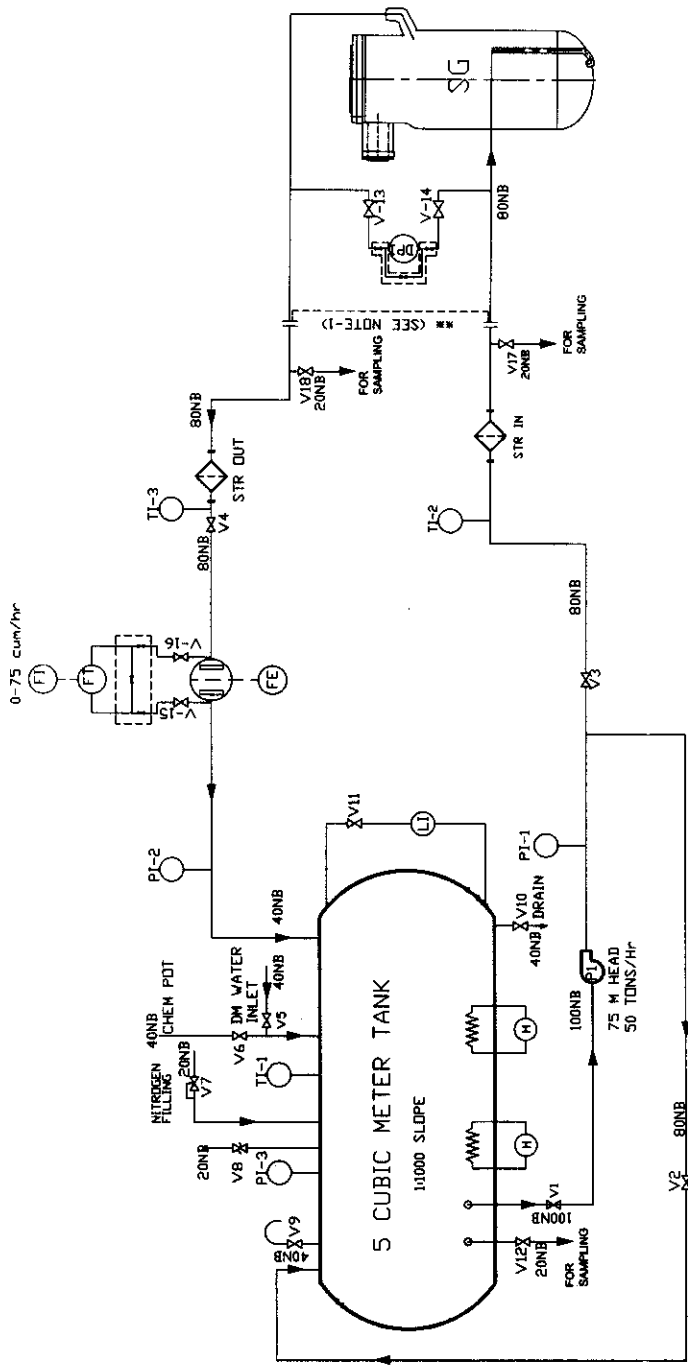 0-75 cum/hr
FI
FT
V-15
V-16
FE
TI-3
V4
80NB
STR OUT
80NB
V18
20NB
FOR
SAMPLING
** (SEE NOTE-1)
V-13
DPI
V-14
SG
80NB
V17
20NB
FOR
SAMPLING
STR IN
TI-2
80NB
V3
PI-2
40NB
40NB
CHEM POT
V6
DM WATER
INLET
40NB
V5
TI-1
NITROGEN
FILLING
20NB
V7
20NB
V8
PI-3
V9
40NB
5 CUBIC METER TANK
1:1000 SLOPE
V11
LI
V10
40NB
DRAIN
H
H
V1
100NB
V12
20NB
FOR
SAMPLING
100NB
P1
75 M HEAD
50 TONS/Hr
PI-1
80NB
V2